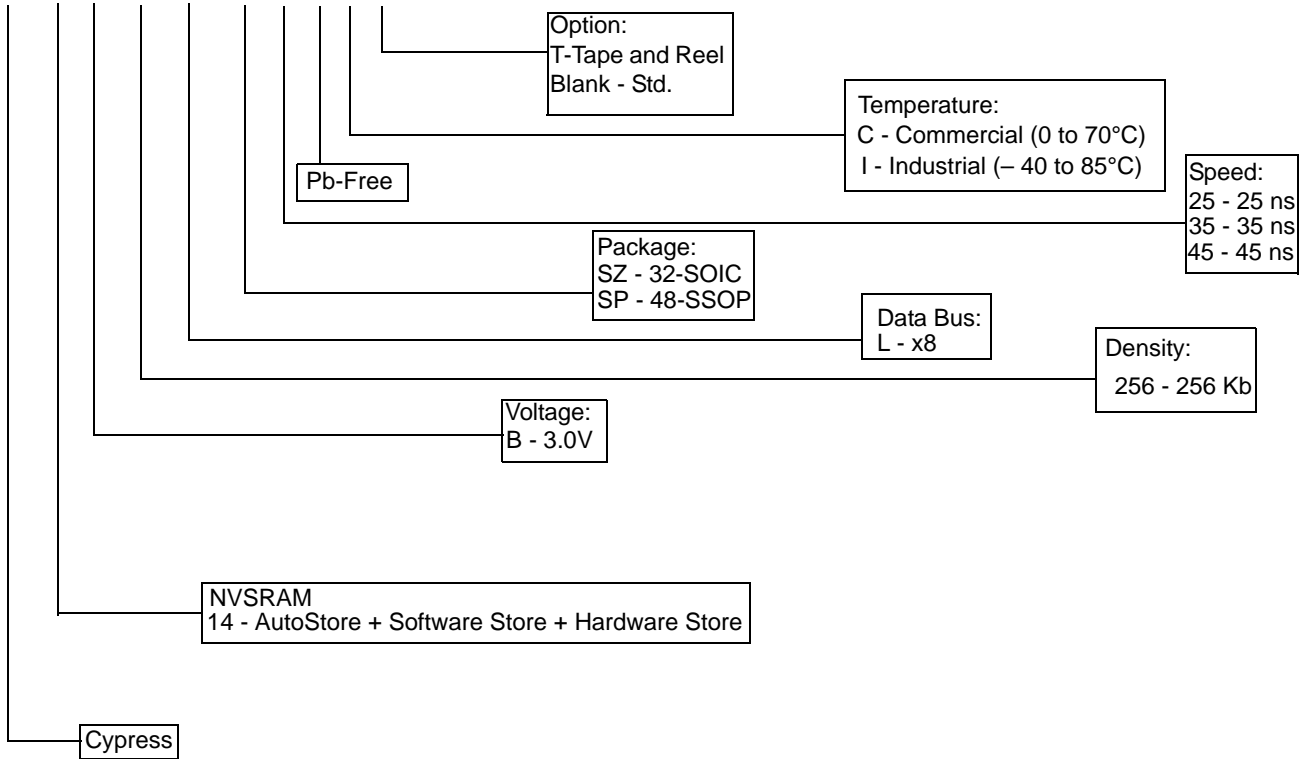 Option:
T-Tape and Reel
Blank - Std.
Temperature:
C - Commercial (0 to 70°C)
I - Industrial (– 40 to 85°C)
Pb-Free
Speed:
25 - 25 ns
35 - 35 ns
45 - 45 ns
Package:
SZ - 32-SOIC
SP - 48-SSOP
Data Bus:
L - x8
Density:
256 - 256 Kb
Voltage:
B - 3.0V
NVSRAM
14 - AutoStore + Software Store + Hardware Store
Cypress